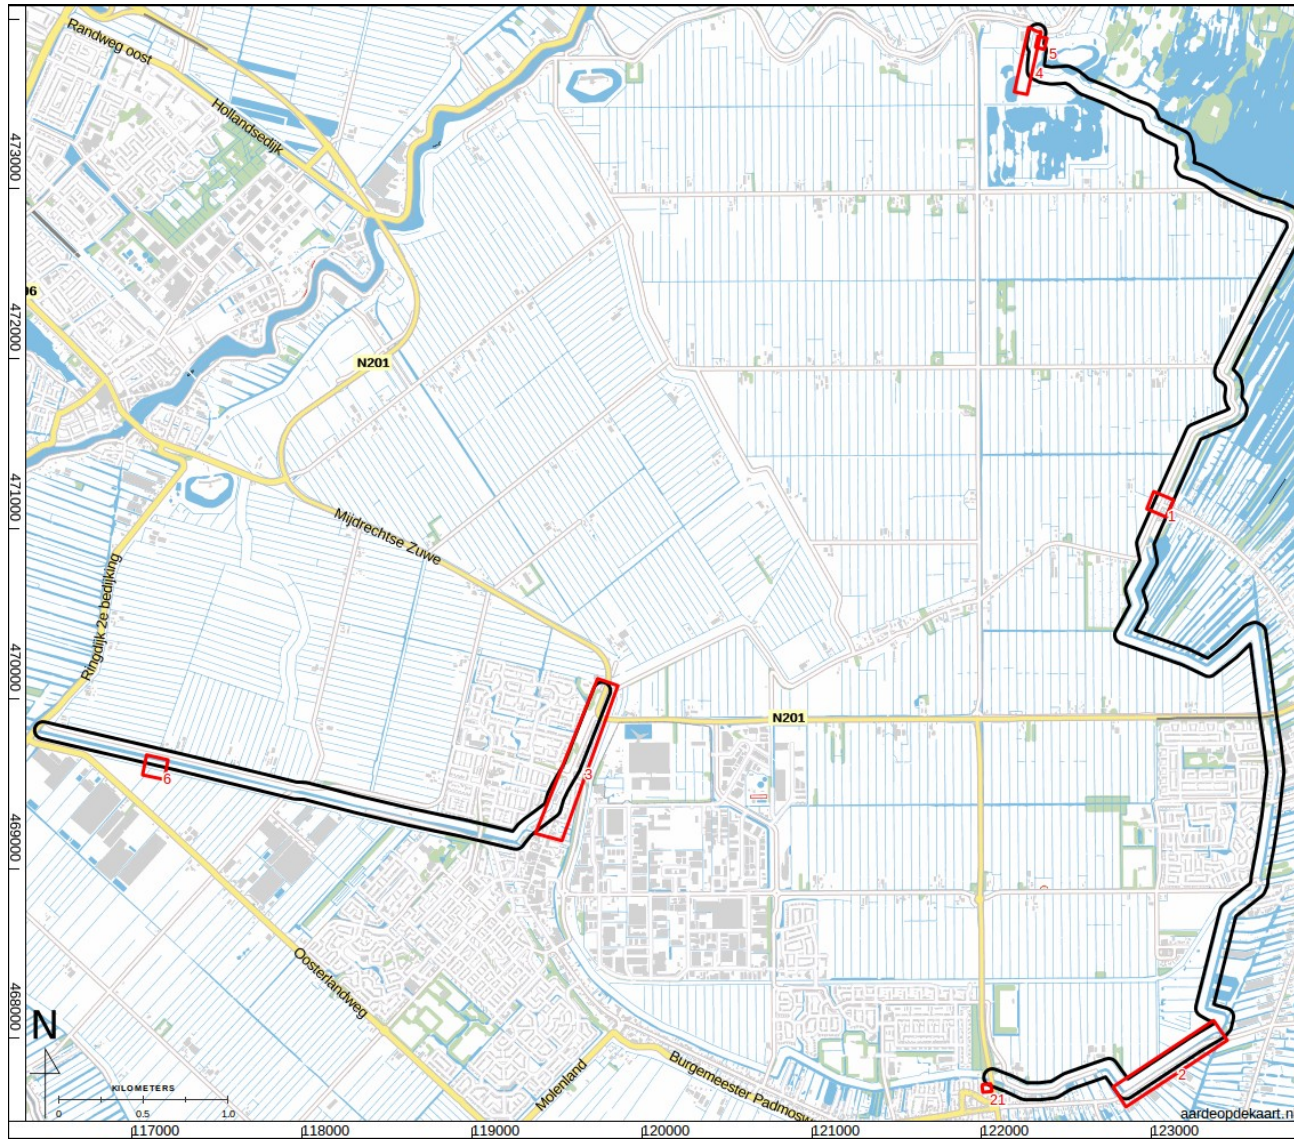 Randweg oost
Hollandsedijk
5
4
473000
06
472000
N201
471000
1
Mijdrechtse Zuwe
Ringdijk 2e bedijking
470000
N201
3
6
469000
Oosterlandweg
468000
N
Molenland
Burgemeester Padmosw
2
21
KILOMETERS
0 0.5 1.0
aardeopdekaart.n
117000 118000 119000 120000 121000 122000 123000